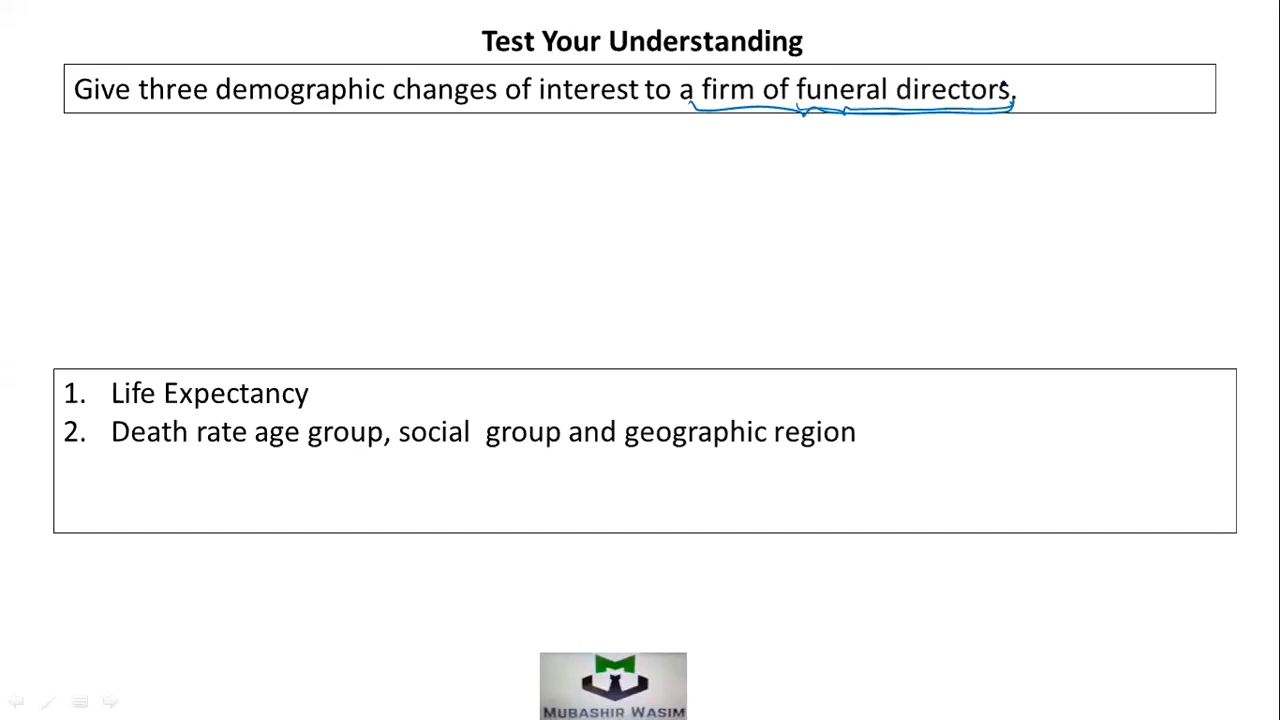 Test Your Understanding
Give three demographic changes of interest to a firm of funeral directors.
1. Life Expectancy
2. Death rate age group, social group and geographic region
MUBASHIR WASIM